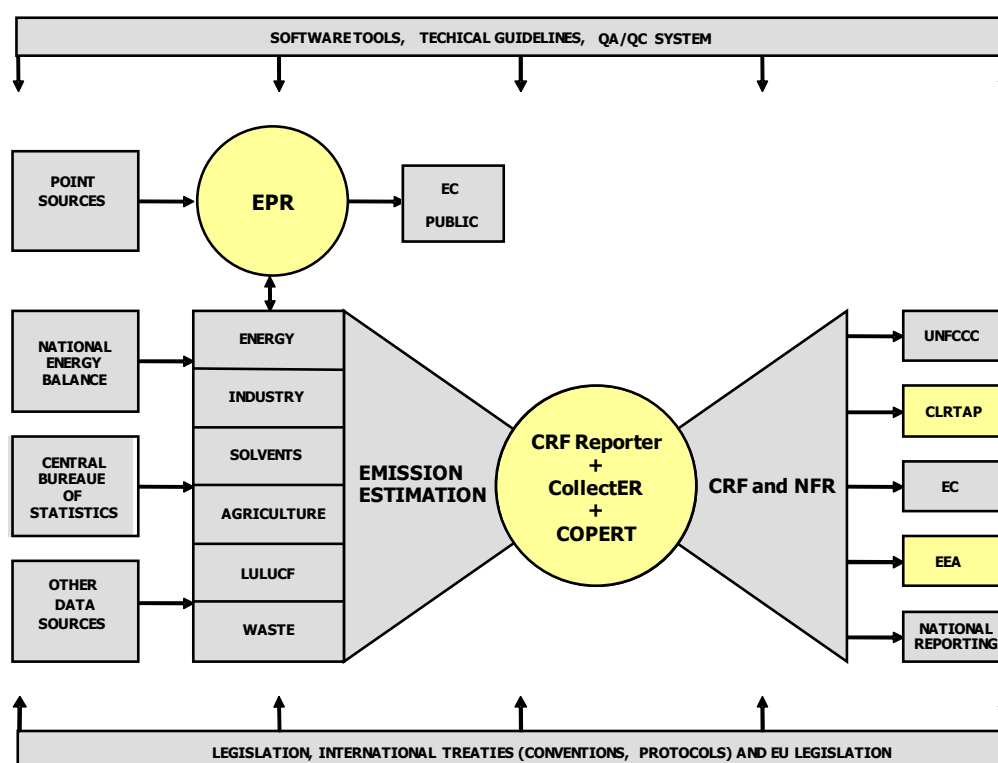 SOFTWARE TOOLS, TECHICAL GUIDELINES, QA/QC SYSTEM
POINT
SOURCES
EPR
EC
PUBLIC
NATIONAL
ENERGY
BALANCE
CENTRAL
BUREAUE
OF
STATISTICS
OTHER
DATA
SOURCES
ENERGY
INDUSTRY
SOLVENTS
AGRICULTURE
LULUCF
WASTE
EMISSION
ESTIMATION
CRF Reporter
+
CollectER
+
COPERT
CRF and NFR
UNFCCC
CLRTAP
EC
EEA
NATIONAL
REPORTING
LEGISLATION, INTERNATIONAL TREATIES (CONVENTIONS, PROTOCOLS) AND EU LEGISLATION